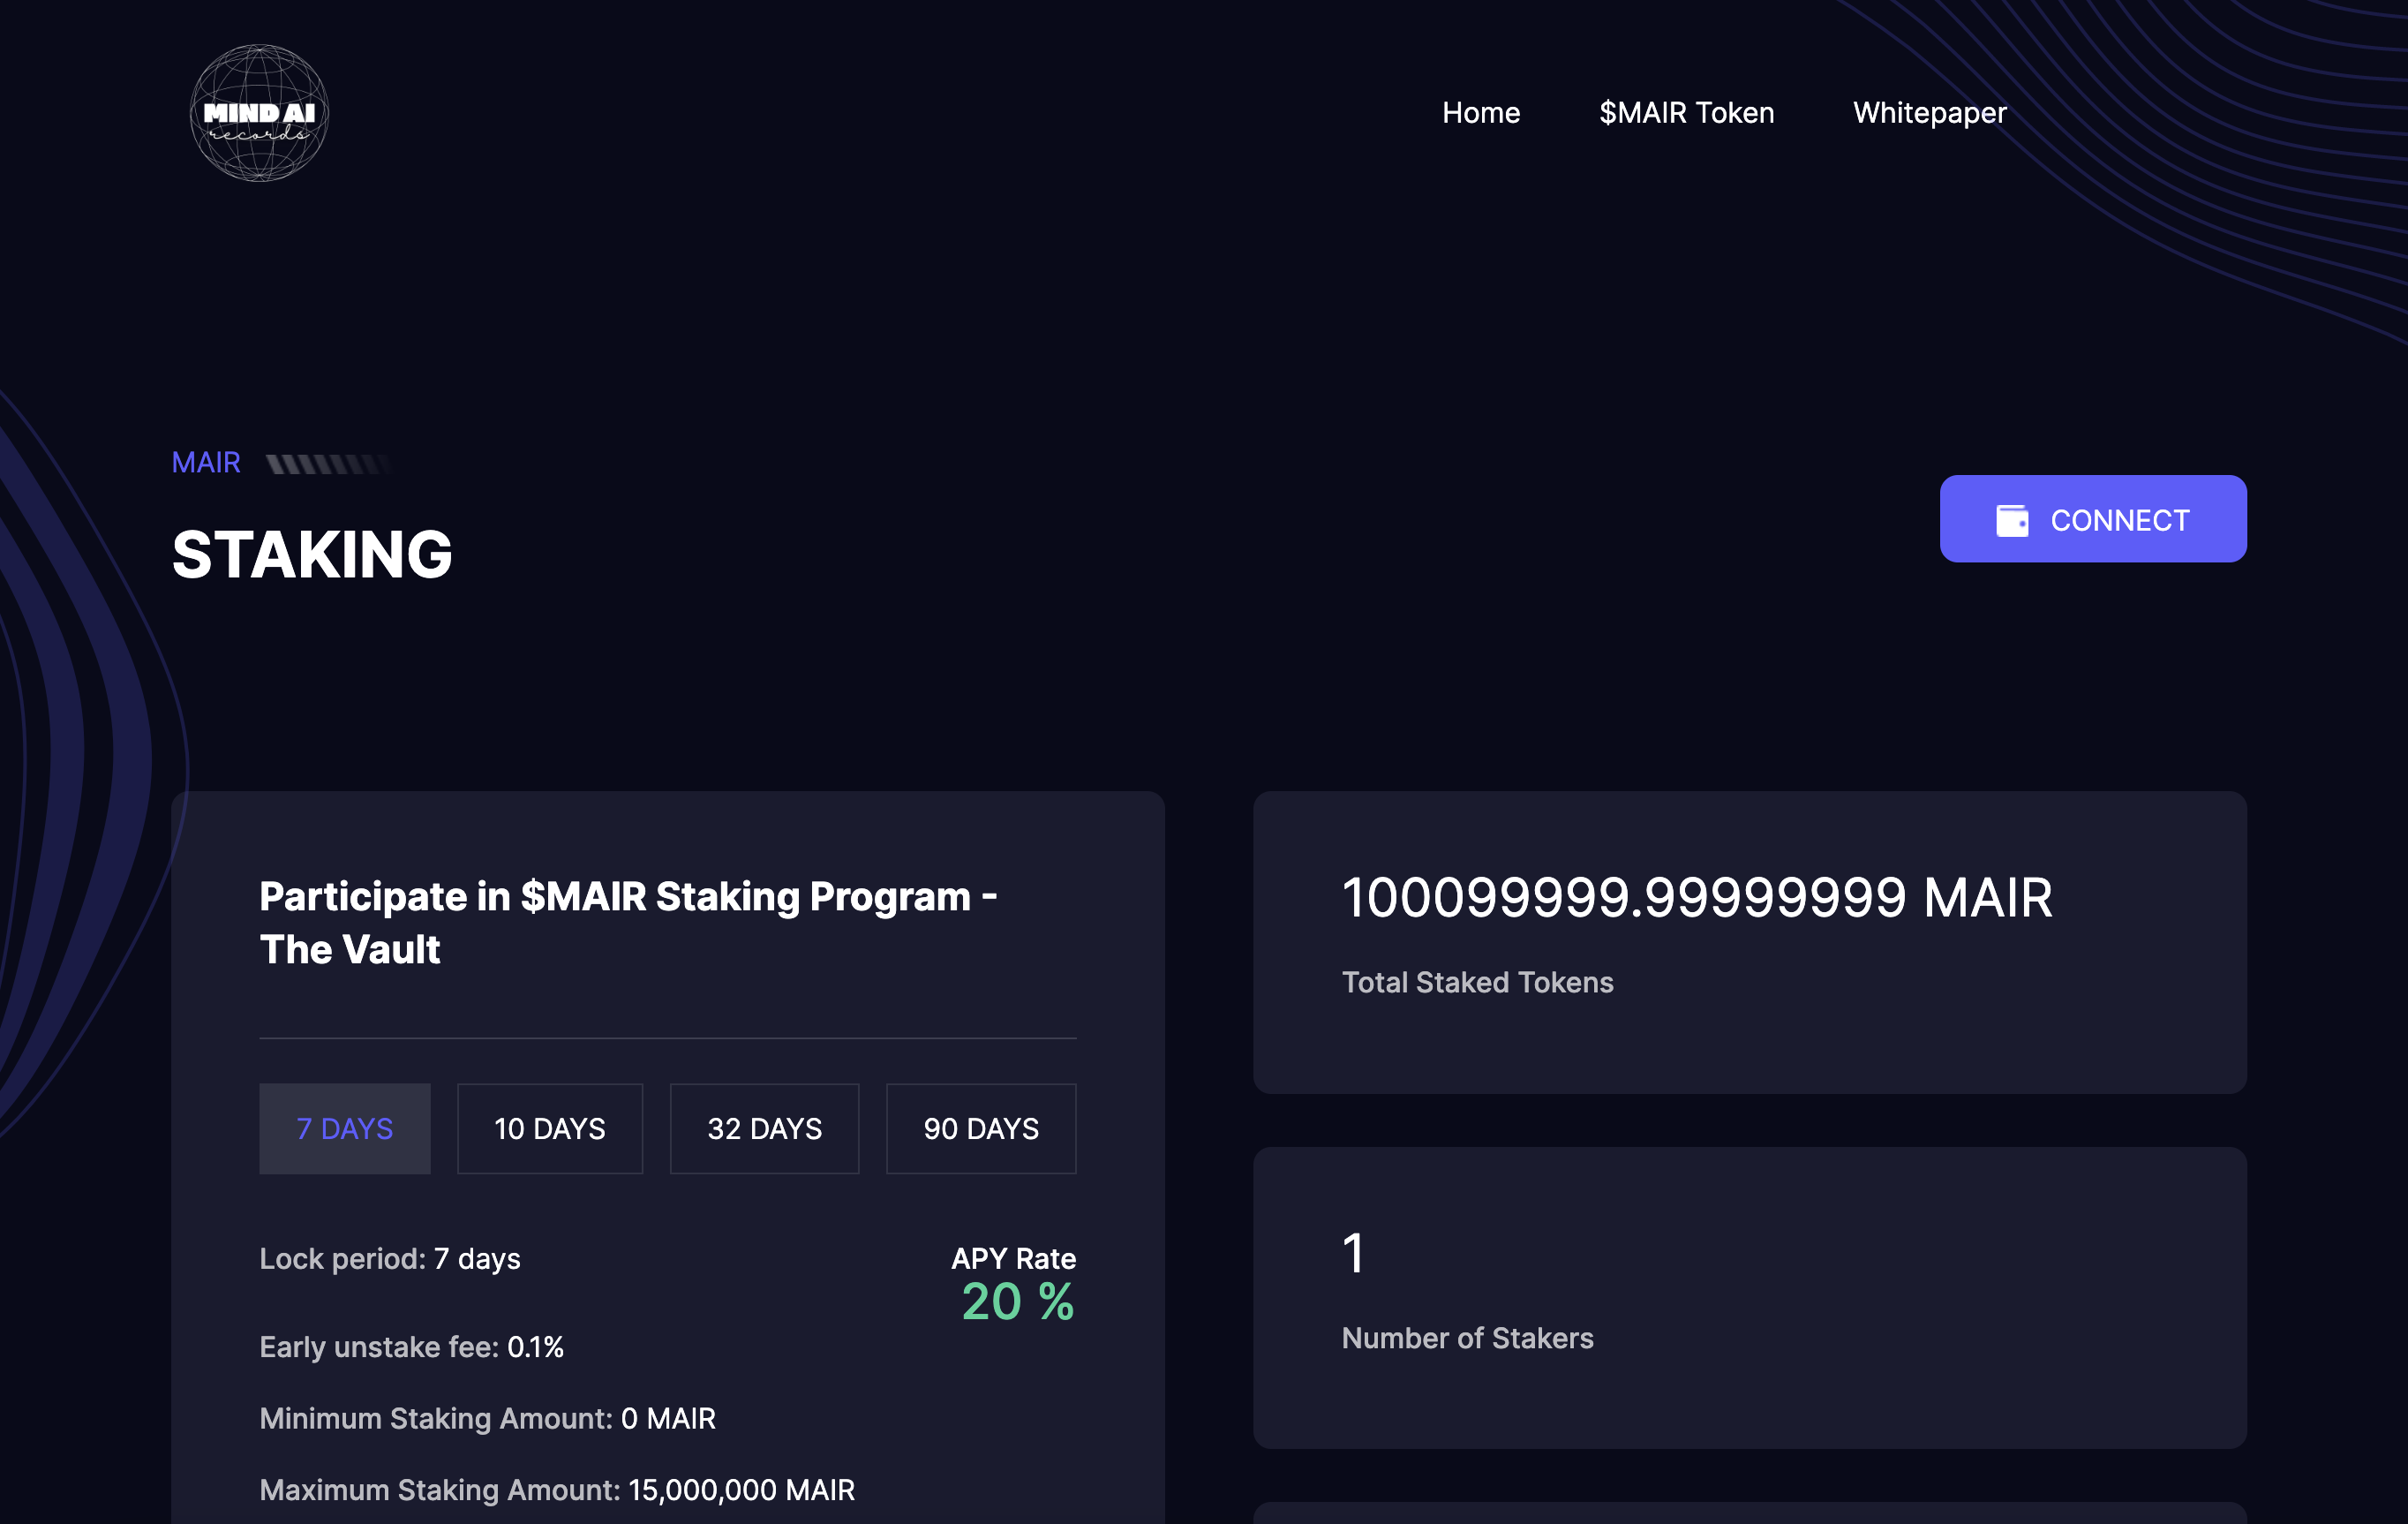 MIND AI
records
Home
$MAIR Token
Whitepaper
MAIR
STAKING
CONNECT
Participate in $MAIR Staking Program -
The Vault
7 DAYS
10 DAYS
32 DAYS
90 DAYS
Lock period: 7 days
APY Rate
20 %
Early unstake fee: 0.1%
Minimum Staking Amount: 0 MAIR
Maximum Staking Amount: 15,000,000 MAIR
100099999.99999999 MAIR
Total Staked Tokens
1
Number of Stakers